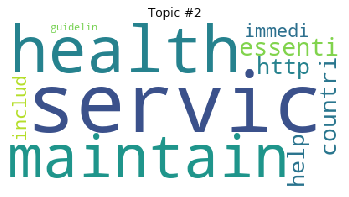 Topic #2
guidelin
health
immedi
essenti
http
servic
includ
countri
help
maintain